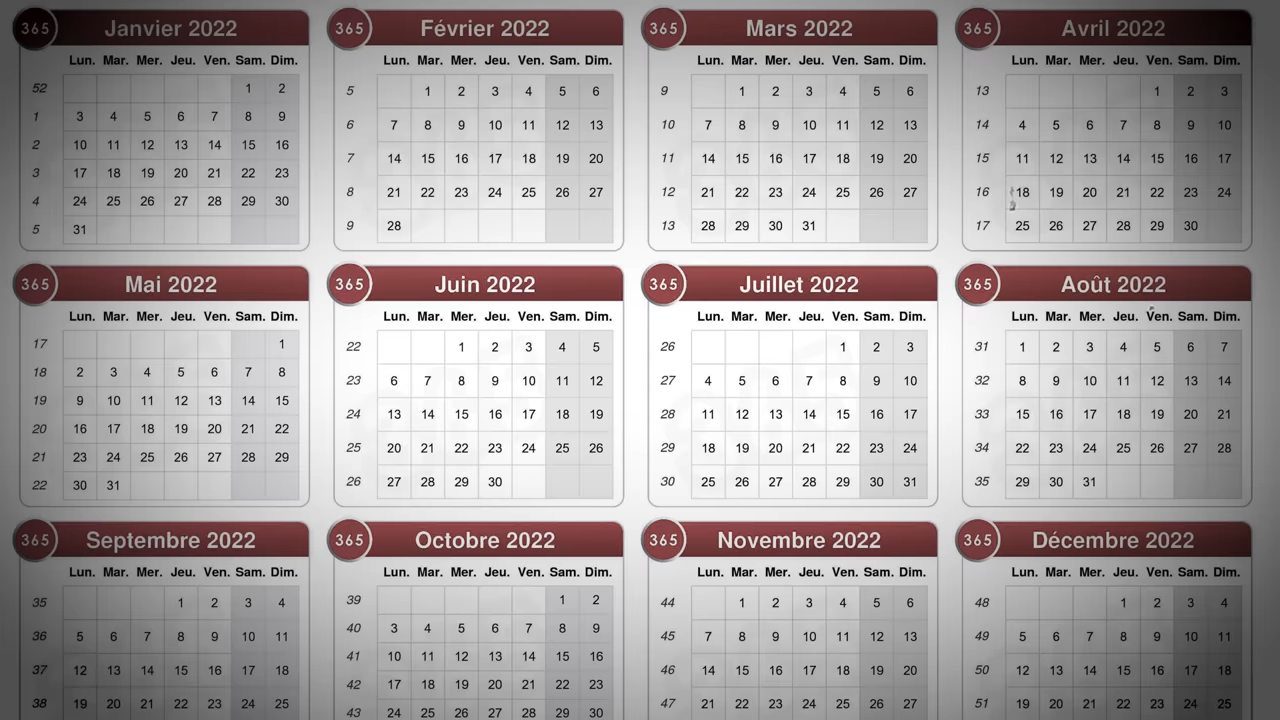 365 Janvier 2022
Lun. Mar. Mer. Jeu. Ven. Sam. Dim.
52 1 2
1 3 4 5 6 7 8 9
2 10 11 12 13 14 15 16
3 17 18 19 20 21 22 23
4 24 25 26 27 28 29 30
5 31
365 Février 2022
Lun. Mar. Mer. Jeu. Ven. Sam. Dim.
5 1 2 3 4 5 6
6 7 8 9 10 11 12 13
7 14 15 16 17 18 19 20
8 21 22 23 24 25 26 27
9 28
365 Mars 2022
Lun. Mar. Mer. Jeu. Ven. Sam. Dim.
9 1 2 3 4 5 6
10 7 8 9 10 11 12 13
11 14 15 16 17 18 19 20
12 21 22 23 24 25 26 27
13 28 29 30 31
365 Avril 2022
Lun. Mar. Mer. Jeu. Ven. Sam. Dim.
13 1 2 3
14 4 5 6 7 8 9 10
15 11 12 13 14 15 16 17
16 18 19 20 21 22 23 24
17 25 26 27 28 29 30
365 Mai 2022
Lun. Mar. Mer. Jeu. Ven. Sam. Dim.
17 1
18 2 3 4 5 6 7 8
19 9 10 11 12 13 14 15
20 16 17 18 19 20 21 22
21 23 24 25 26 27 28 29
22 30 31
365 Juin 2022
Lun. Mar. Mer. Jeu. Ven. Sam. Dim.
22 1 2 3 4 5
23 6 7 8 9 10 11 12
24 13 14 15 16 17 18 19
25 20 21 22 23 24 25 26
26 27 28 29 30
365 Juillet 2022
Lun. Mar. Mer. Jeu. Ven. Sam. Dim.
26 1 2 3
27 4 5 6 7 8 9 10
28 11 12 13 14 15 16 17
29 18 19 20 21 22 23 24
30 25 26 27 28 29 30 31
365 Août 2022
Lun. Mar. Mer. Jeu. Ven. Sam. Dim.
31 1 2 3 4 5 6 7
32 8 9 10 11 12 13 14
33 15 16 17 18 19 20 21
34 22 23 24 25 26 27 28
35 29 30 31
365 Septembre 2022
Lun. Mar. Mer. Jeu. Ven. Sam. Dim.
35 1 2 3 4
36 5 6 7 8 9 10 11
37 12 13 14 15 16 17 18
38 19 20 21 22 23 24 25
365 Octobre 2022
Lun. Mar. Mer. Jeu. Ven. Sam. Dim.
39 1 2
40 3 4 5 6 7 8 9
41 10 11 12 13 14 15 16
42 17 18 19 20 21 22 23
43 24 25 26 27 28 29 30
365 Novembre 2022
Lun. Mar. Mer. Jeu. Ven. Sam. Dim.
44 1 2 3 4 5 6
45 7 8 9 10 11 12 13
46 14 15 16 17 18 19 20
47 21 22 23 24 25 26 27
365 Décembre 2022
Lun. Mar. Mer. Jeu. Ven. Sam. Dim.
48 1 2 3 4
49 5 6 7 8 9 10 11
50 12 13 14 15 16 17 18
51 19 20 21 22 23 24 25